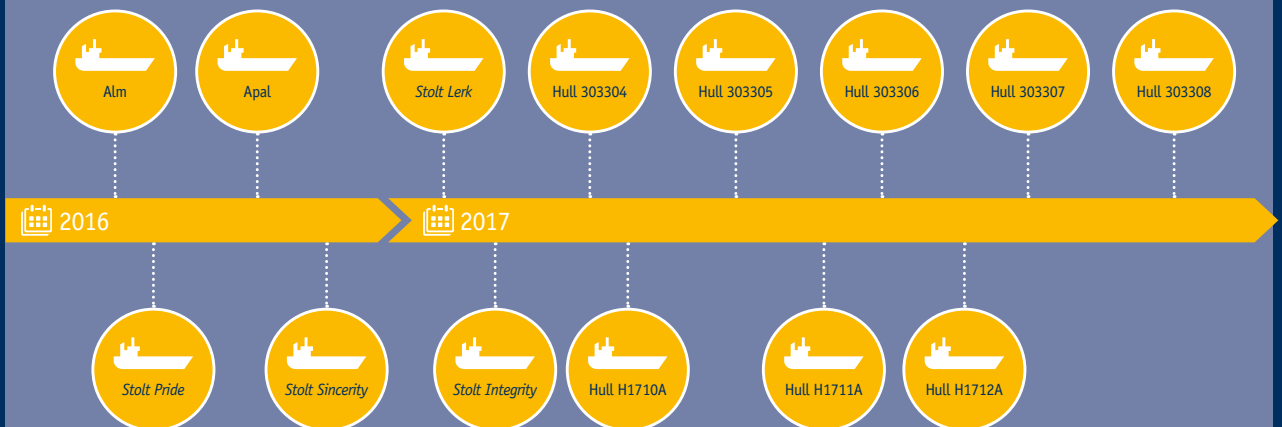 Alm
Apal
Stolt Lerk
Hull 303304
Hull 303305
Hull 303306
Hull 303307
Hull 303308
2016
2017
Stolt Pride
Stolt Sincerity
Stolt Integrity
Hull H1710A
Hull H1711A
Hull H1712A